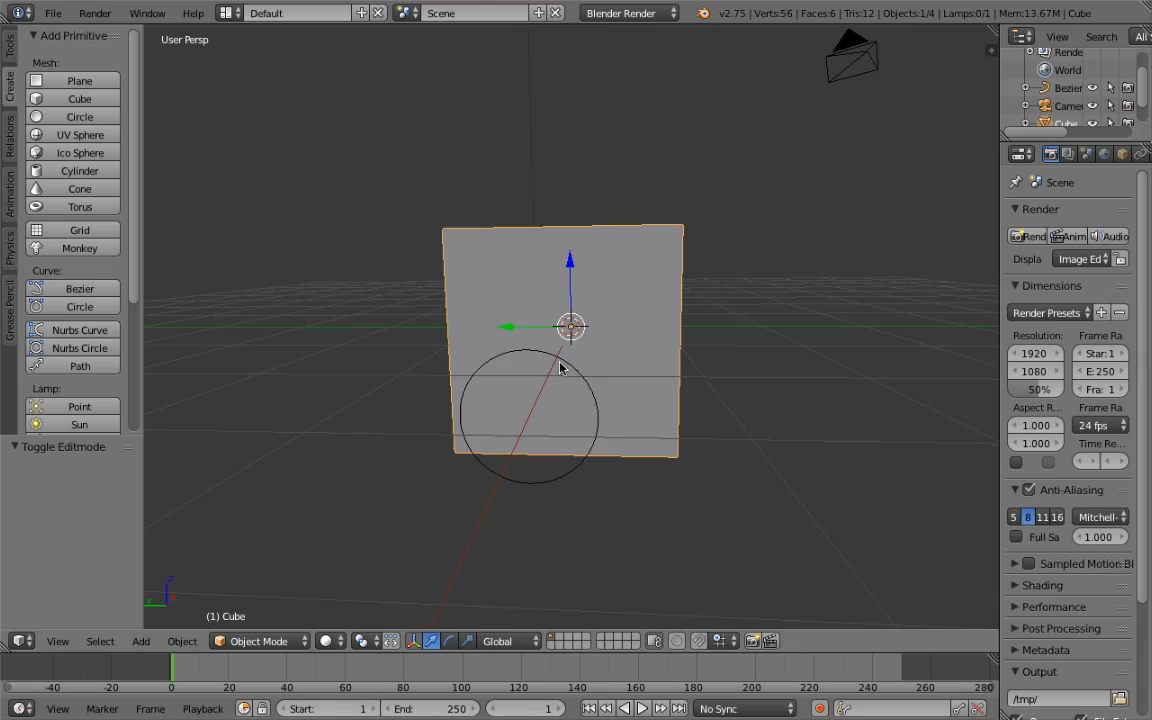 File Render Window Help Default Scene Blender Render v2.75 | Verts:56 | Faces:6 | Tris:12 | Objects:1/4 | Lamps:0/1 | Mem:13.67M | Cube
Tools
Create
Relations
Animation
Physics
Grease Pencil
Add Primitive
Mesh:
Plane
Cube
Circle
UV Sphere
Ico Sphere
Cylinder
Cone
Torus
Grid
Monkey
Curve:
Bezier
Circle
Nurbs Curve
Nurbs Circle
Path
Lamp:
Point
Sun
Toggle Editmode
User Persp
z
y
(1) Cube
View Select Add Object Object Mode Global
-40 -20 0 20 40 60 80 100 120 140 160 180 200 220 240 260 280
View Marker Frame Playback Start: 1 End: 250 1 No Sync
View Search All
Rende
World
Bezier
Came
Cube
Scene
Render
Rend Anim Audio
Displa Image Ed
Dimensions
Render Presets
Resolution: Frame Ra
1920 Star: 1
1080 E: 250
50% Fra: 1
Aspect R... Frame Ra
1.000 24 fps
1.000 Time Re...
Anti-Aliasing
5 8 11 16 Mitchell-
Full Sa 1.000
Sampled Motion Bl
Shading
Performance
Post Processing
Metadata
Output
/tmp/